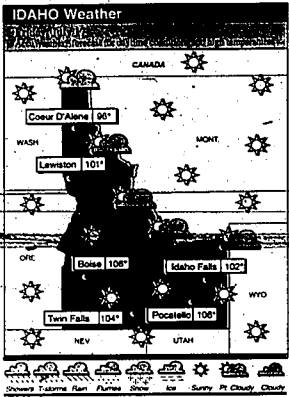 IDAHO Weather
CANADA
Coeur D'Alene 96°
WASH
MONT.
Lewiston 101°
ORE
Boise 106°
Idaho Falls 102°
WYO
Twin Falls 104°
Pocatello 106°
NEV
UTAH
Showers T-storms Rain Flurries Snow Ice Sunny Pt. Cloudy Cloudy